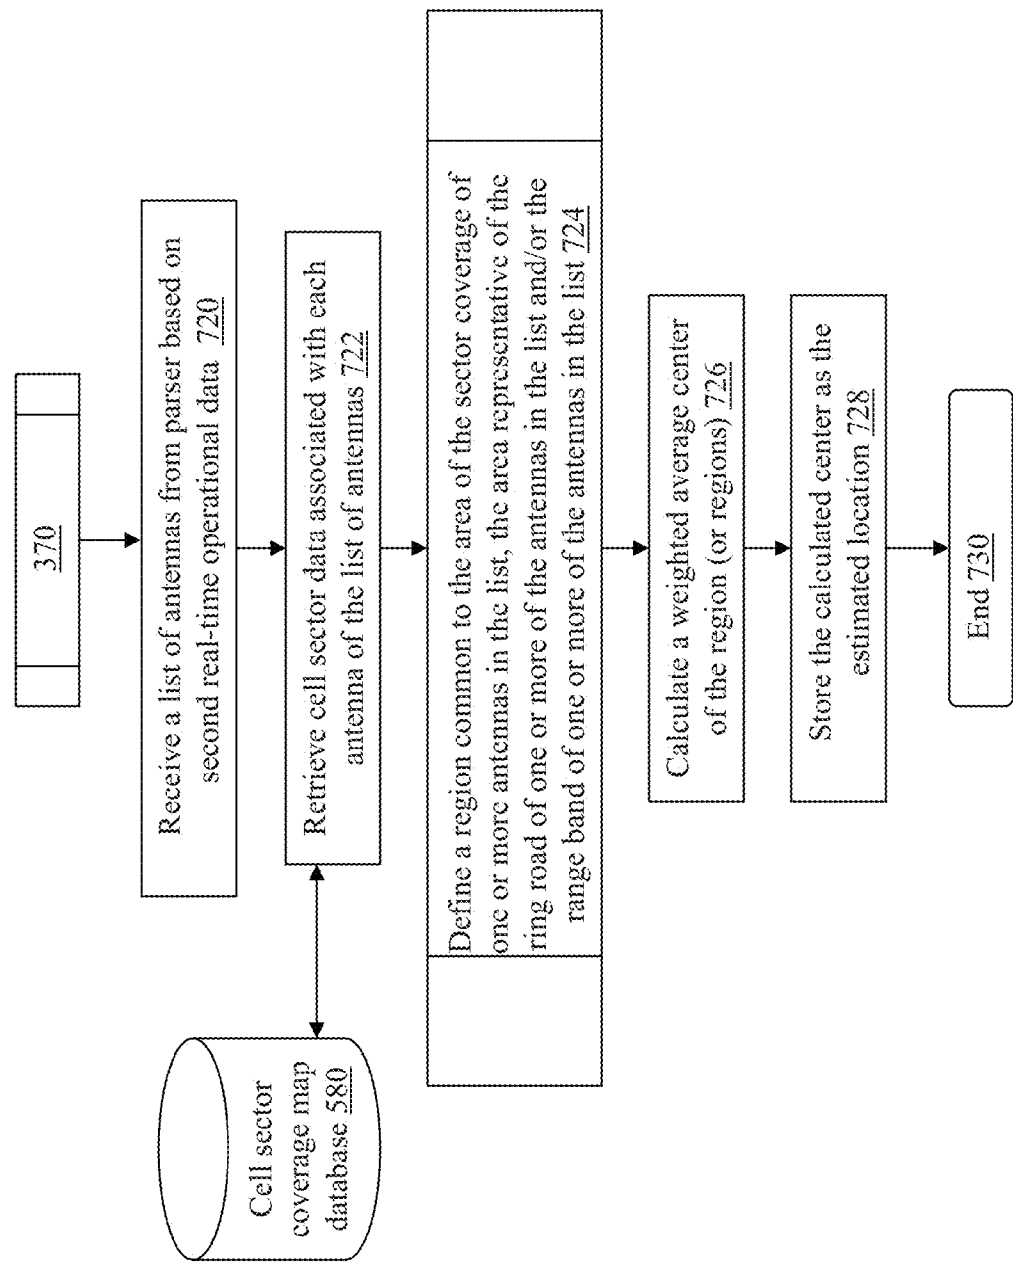 370
Receive a list of antennas from parser based on
second real-time operational data 720
Cell sector
coverage map
database 580
Retrieve cell sector data associated with each
antenna of the list of antennas 722
Define a region common to the area of the sector coverage of
one or more antennas in the list, the area representative of the
ring road of one or more of the antennas in the list and/or the
range band of one or more of the antennas in the list 724
Calculate a weighted average center
of the region (or regions) 726
Store the calculated center as the
estimated location 728
End 730